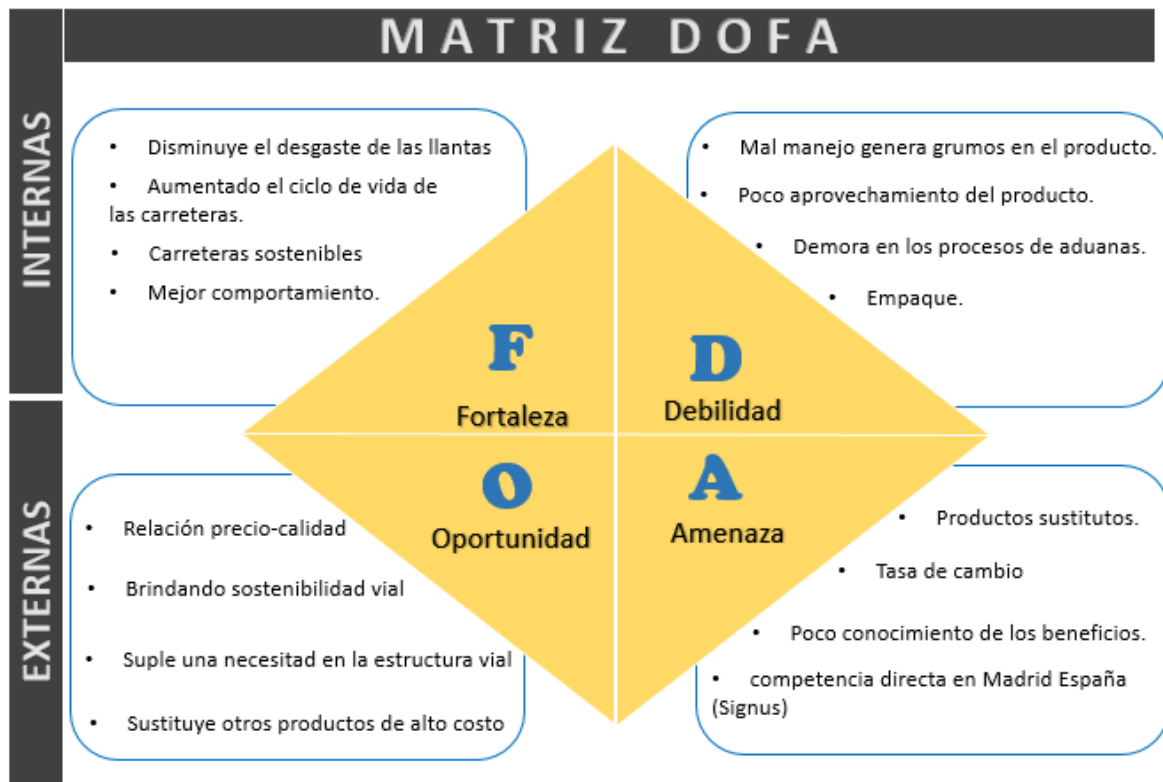 MATRIZ DOFA
INTERNAS
• Disminuye el desgaste de las llantas
• Aumentado el ciclo de vida de
las carreteras.
• Carreteras sostenibles
• Mejor comportamiento.
• Mal manejo genera grumos en el producto.
• Poco aprovechamiento del producto.
• Demora en los procesos de aduanas.
• Empaque.
F
Fortaleza
D
Debilidad
EXTERNAS
O
Oportunidad
A
Amenaza
• Relación precio-calidad
• Brindando sostenibilidad vial
• Suple una necesitad en la estructura vial
• Sustituye otros productos de alto costo
• Productos sustitutos.
• Tasa de cambio
• Poco conocimiento de los beneficios.
• competencia directa en Madrid España
(Signus)